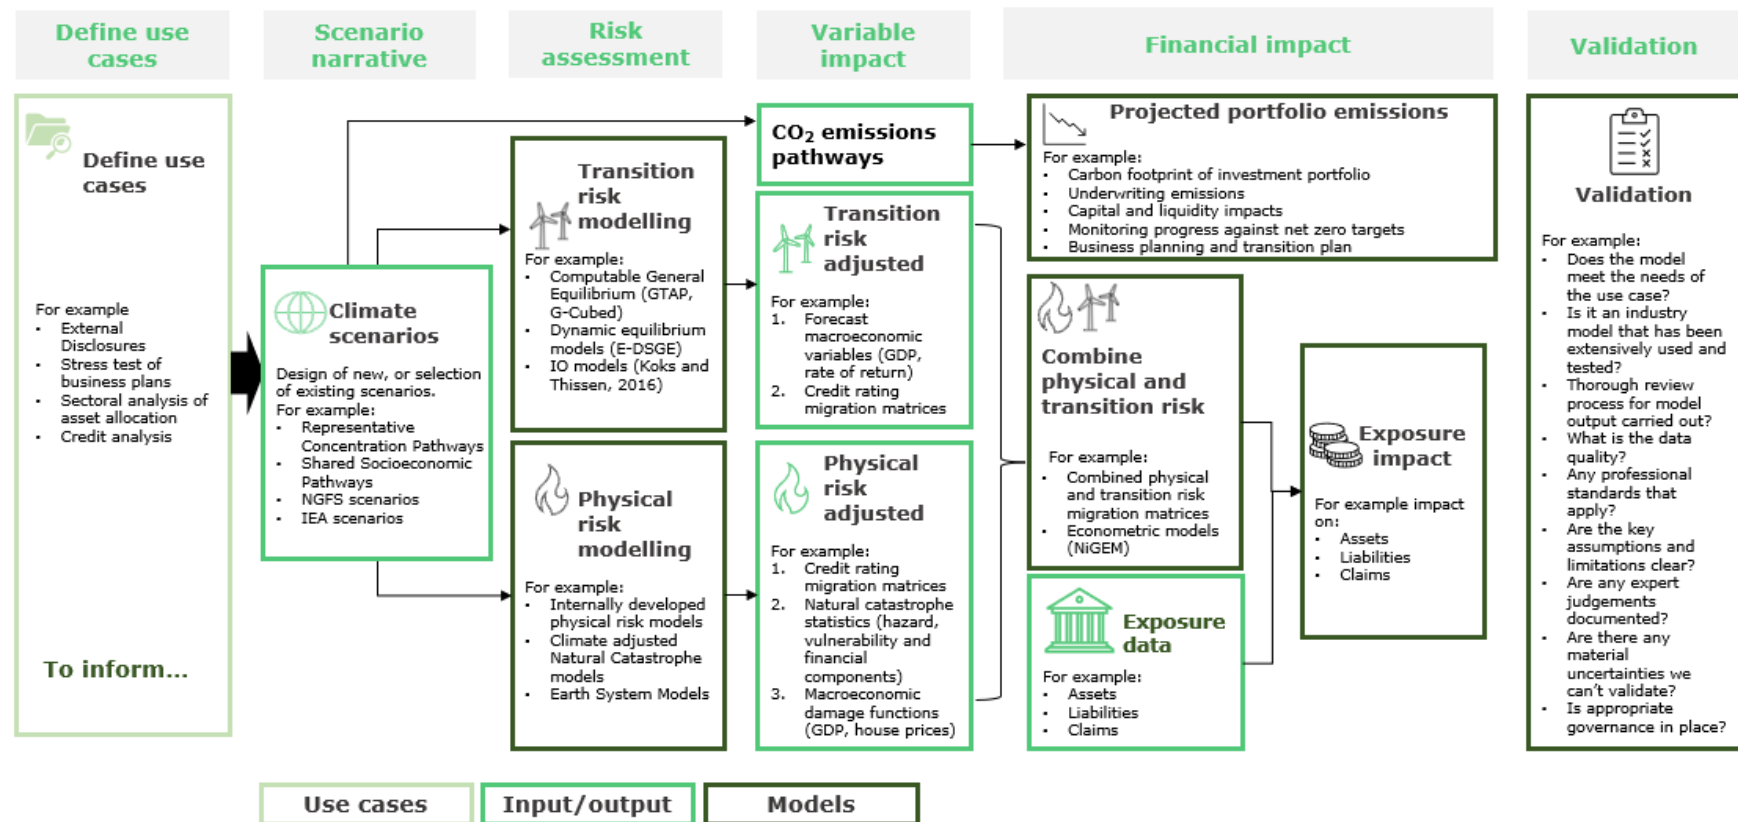 Define use
cases
Scenario
narrative
Risk
assessment
Variable
impact
Financial impact
Validation
Define use
cases
For example
• External
Disclosures
• Stress test of
business plans
• Sectoral analysis of
asset allocation
• Credit analysis
To inform...
Climate
scenarios
Design of new, or selection
of existing scenarios.
For example:
• Representative
Concentration Pathways
• Shared Socioeconomic
Pathways
• NGFS scenarios
• IEA scenarios
Transition
risk
modelling
For example:
• Computable General
Equilibrium (GTAP,
G-Cubed)
• Dynamic equilibrium
models (E-DSGE)
• IO models (Koks and
Thissen, 2016)
Physical
risk
modelling
For example:
• Internally developed
physical risk models
• Climate adjusted
Natural Catastrophe
models
• Earth System Models
CO₂ emissions
pathways
Transition
risk
adjusted
For example:
1. Forecast
macroeconomic
variables (GDP,
rate of return)
2. Credit rating
migration matrices
Physical
risk
adjusted
For example:
1. Credit rating
migration matrices
2. Natural catastrophe
statistics (hazard,
vulnerability and
financial
components)
3. Macroeconomic
damage functions
(GDP, house prices)
Projected portfolio emissions
For example:
• Carbon footprint of investment portfolio
• Underwriting emissions
• Capital and liquidity impacts
• Monitoring progress against net zero targets
• Business planning and transition plan
Combine
physical and
transition risk
For example:
• Combined physical
and transition risk
migration matrices
• Econometric models
(NiGEM)
Exposure
data
For example:
• Assets
• Liabilities
• Claims
Exposure
impact
For example impact
on:
• Assets
• Liabilities
• Claims
Validation
For example:
• Does the model
meet the needs of
the use case?
• Is it an industry
model that has been
extensively used and
tested?
• Thorough review
process for model
output carried out?
• What is the data
quality?
• Any professional
standards that
apply?
• Are the key
assumptions and
limitations clear?
• Are any expert
judgements
documented?
• Are there any
material
uncertainties we
can't validate?
• Is appropriate
governance in place?
Use cases
Input/output
Models